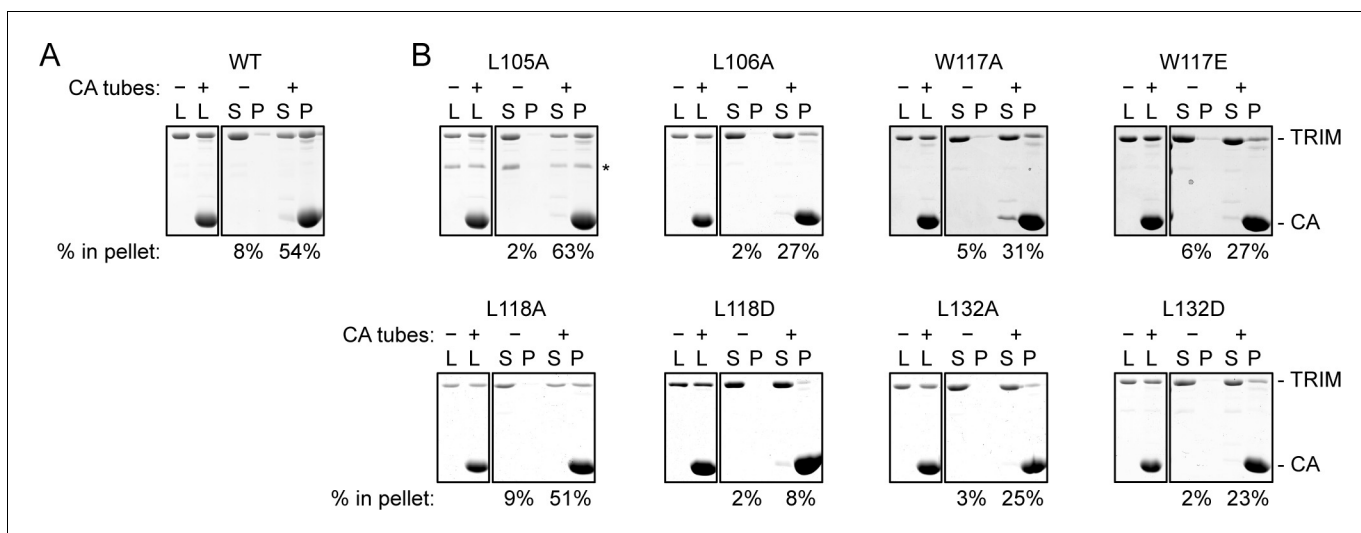 A
B
WT
L105A
L106A
W117A
W117E
CA tubes: – + – +
– + – +
– + – +
– + – +
– + – +
L L S P S P
L L S P S P
L L S P S P
L L S P S P
L L S P S P
- TRIM
*
- CA
% in pellet: 8% 54%
2% 63%
2% 27%
5% 31%
6% 27%
L118A
L118D
L132A
L132D
CA tubes: – + – +
– + – +
– + – +
– + – +
L L S P S P
L L S P S P
L L S P S P
L L S P S P
- TRIM
- CA
% in pellet: 9% 51%
2% 8%
3% 25%
2% 23%